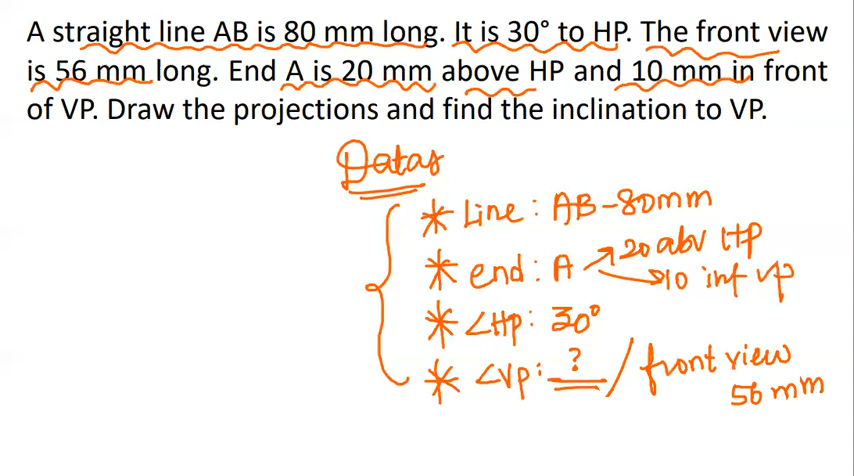 A straight line AB is 80 mm long. It is 30° to HP. The front view
is 56 mm long. End A is 20 mm above HP and 10 mm in front
of VP. Draw the projections and find the inclination to VP.
Datas
* Line : AB - 80mm
* end : A → 20 abv HP
→ 10 inf vp
* ∠Hp : 30°
* ∠Vp : ? / front view
56 mm